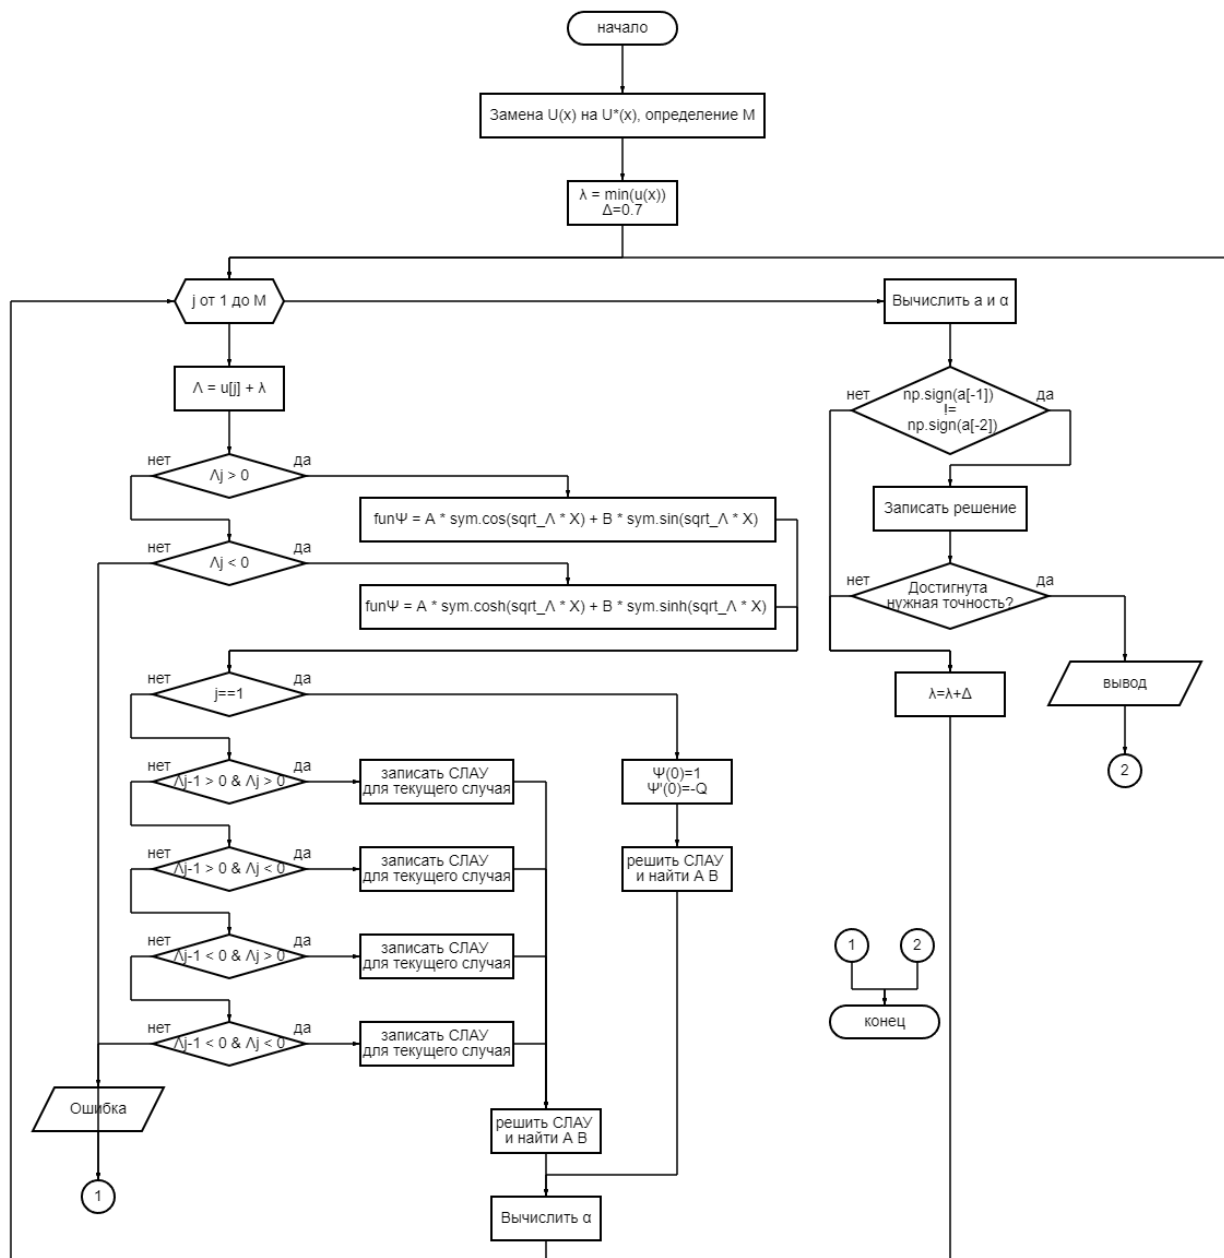 начало
Замена U(x) на U*(x), определение М
λ = min(u(x))
Δ=0.7
j от 1 до М
Λ = u[j] + λ
нет
да
Λj > 0
funΨ = A * sym.cos(sqrt_Λ * X) + B * sym.sin(sqrt_Λ * X)
нет
да
Λj < 0
funΨ = A * sym.cosh(sqrt_Λ * X) + B * sym.sinh(sqrt_Λ * X)
нет
да
j==1
Ψ(0)=1
Ψ'(0)=-Q
решить СЛАУ
и найти А В
нет
да
Λj-1 > 0 & Λj > 0
записать СЛАУ
для текущего случая
нет
да
Λj-1 > 0 & Λj < 0
записать СЛАУ
для текущего случая
нет
да
Λj-1 < 0 & Λj > 0
записать СЛАУ
для текущего случая
нет
да
Λj-1 < 0 & Λj < 0
записать СЛАУ
для текущего случая
Ошибка
1
решить СЛАУ
и найти А В
Вычислить α
Вычислить a и α
нет
да
np.sign(a[-1])
!=
np.sign(a[-2])
Записать решение
нет
да
Достигнута
нужная точность?
λ=λ+Δ
вывод
2
1
2
конец